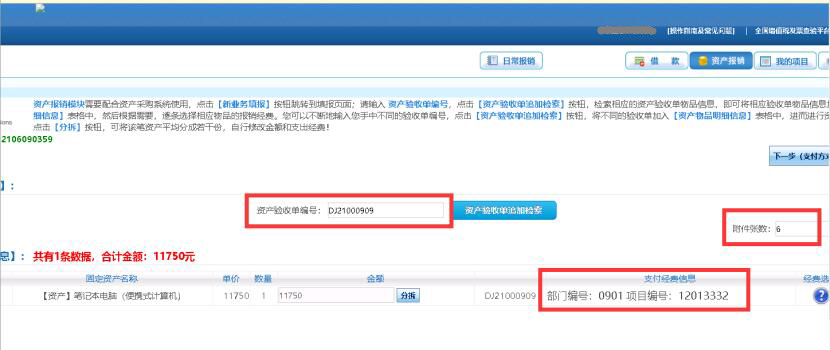 [操作指南及常见问题] | 全国增值税发票查验平台
日常报销 借 款 资产报销 我的项目
资产报销模块需要配合资产采购系统使用，点击【新业务填报】按钮跳转到填报页面；请输入 资产验收单编号，点击【资产验收单追加检索】按钮，检索相应的资产验收单物品信息，即可将相应验收单物品信息
ions 细信息】表格中，然后根据需要，逐条选择相应物品的报销经费。您可以不断地输入您手中不同的验收单编号，点击【资产验收单追加检索】按钮，将不同的验收单加入【资产物品明细信息】表格中，进而进行
点击【分拆】按钮，可将该笔资产平均分成若干份，自行修改金额和支出经费！
2106090359
下一步（支付方式
】：
资产验收单编号： DJ21000909 资产验收单追加检索
附件张数： 6
息】： 共有1条数据，合计金额：11750元
固定资产名称 单价 数量 金额 支付经费信息 经费选
【资产】笔记本电脑（便携式计算机） 11750 1 11750 分拆 DJ21000909 部门编号：0901 项目编号：12013332 ?